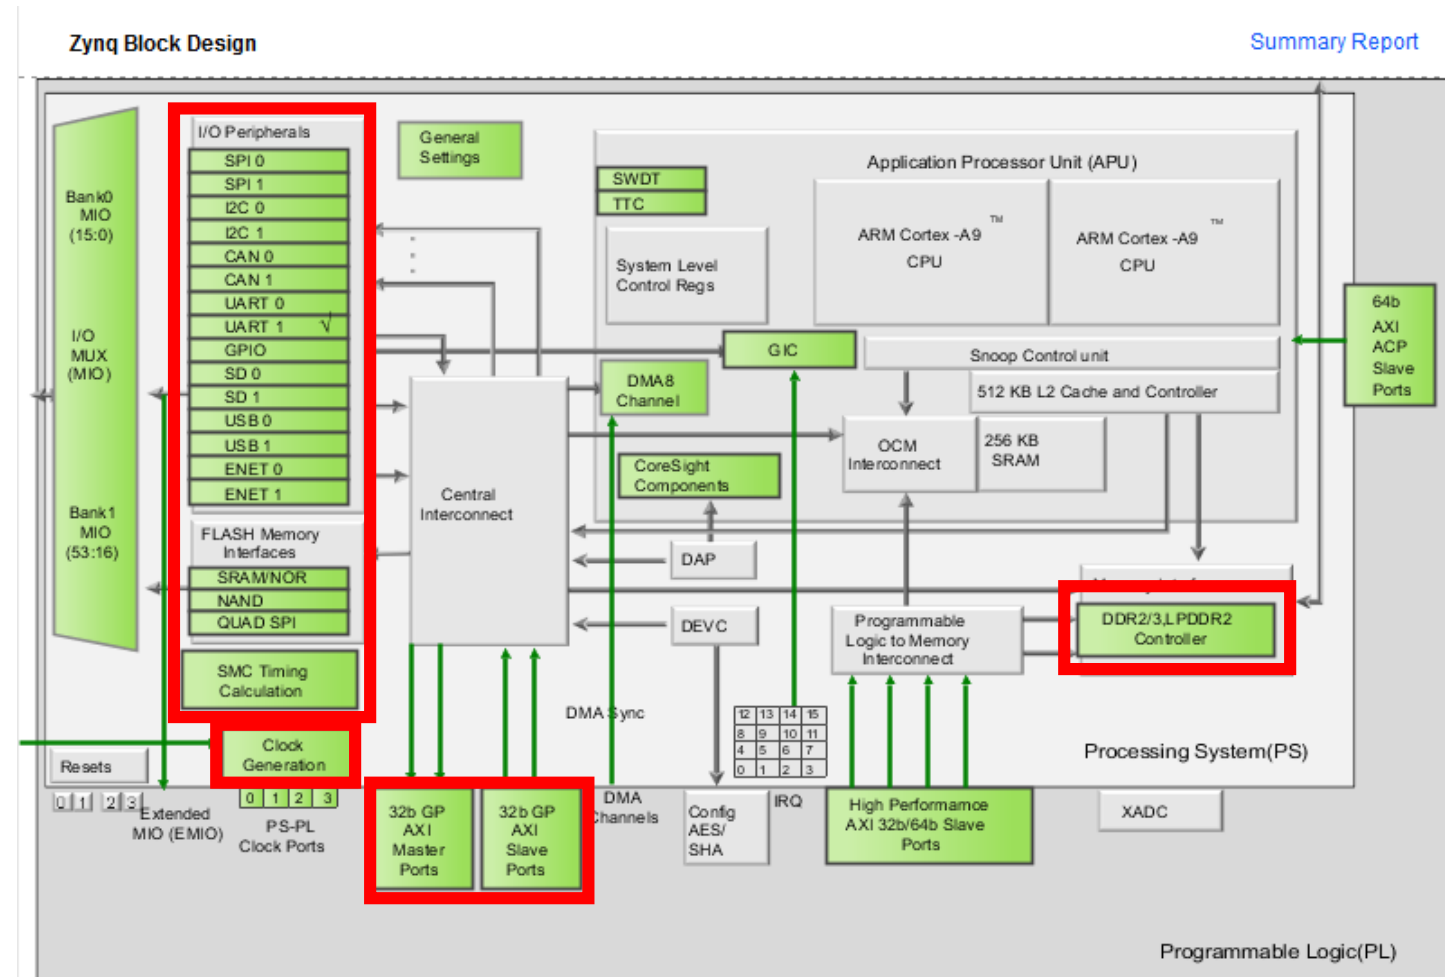 Zynq Block Design
Summary Report
I/O Peripherals
SPI 0
SPI 1
I2C 0
I2C 1
CAN 0
CAN 1
UART 0
UART 1 √
GPIO
SD 0
SD 1
USB 0
USB 1
ENET 0
ENET 1
FLASH Memory
Interfaces
SRAM/NOR
NAND
QUAD SPI
SMC Timing
Calculation
Bank0
MIO
(15:0)
I/O
MUX
(MIO)
Bank1
MIO
(53:16)
General
Settings
Application Processor Unit (APU)
SWDT
TTC
System Level
Control Regs
ARM Cortex -A9 ™
CPU
ARM Cortex -A9 ™
CPU
GIC
Snoop Control unit
512 KB L2 Cache and Controller
DMA8
Channel
OCM
Interconnect
256 KB
SRAM
CoreSight
Components
Central
Interconnect
DAP
DEVC
Programmable
Logic to Memory
Interconnect
DDR2/3,LPDDR2
Controller
64b
AXI
ACP
Slave
Ports
Clock
Generation
Resets
0 1 2 3
0 1 2 3
Extended
MIO (EMIO)
PS-PL
Clock Ports
32b GP
AXI
Master
Ports
32b GP
AXI
Slave
Ports
DMA Sync
DMA
Channels
12 13 14 15
8 9 10 11
4 5 6 7
0 1 2 3
IRQ
Config
AES/
SHA
High Performamce
AXI 32b/64b Slave
Ports
XADC
Processing System(PS)
Programmable Logic(PL)